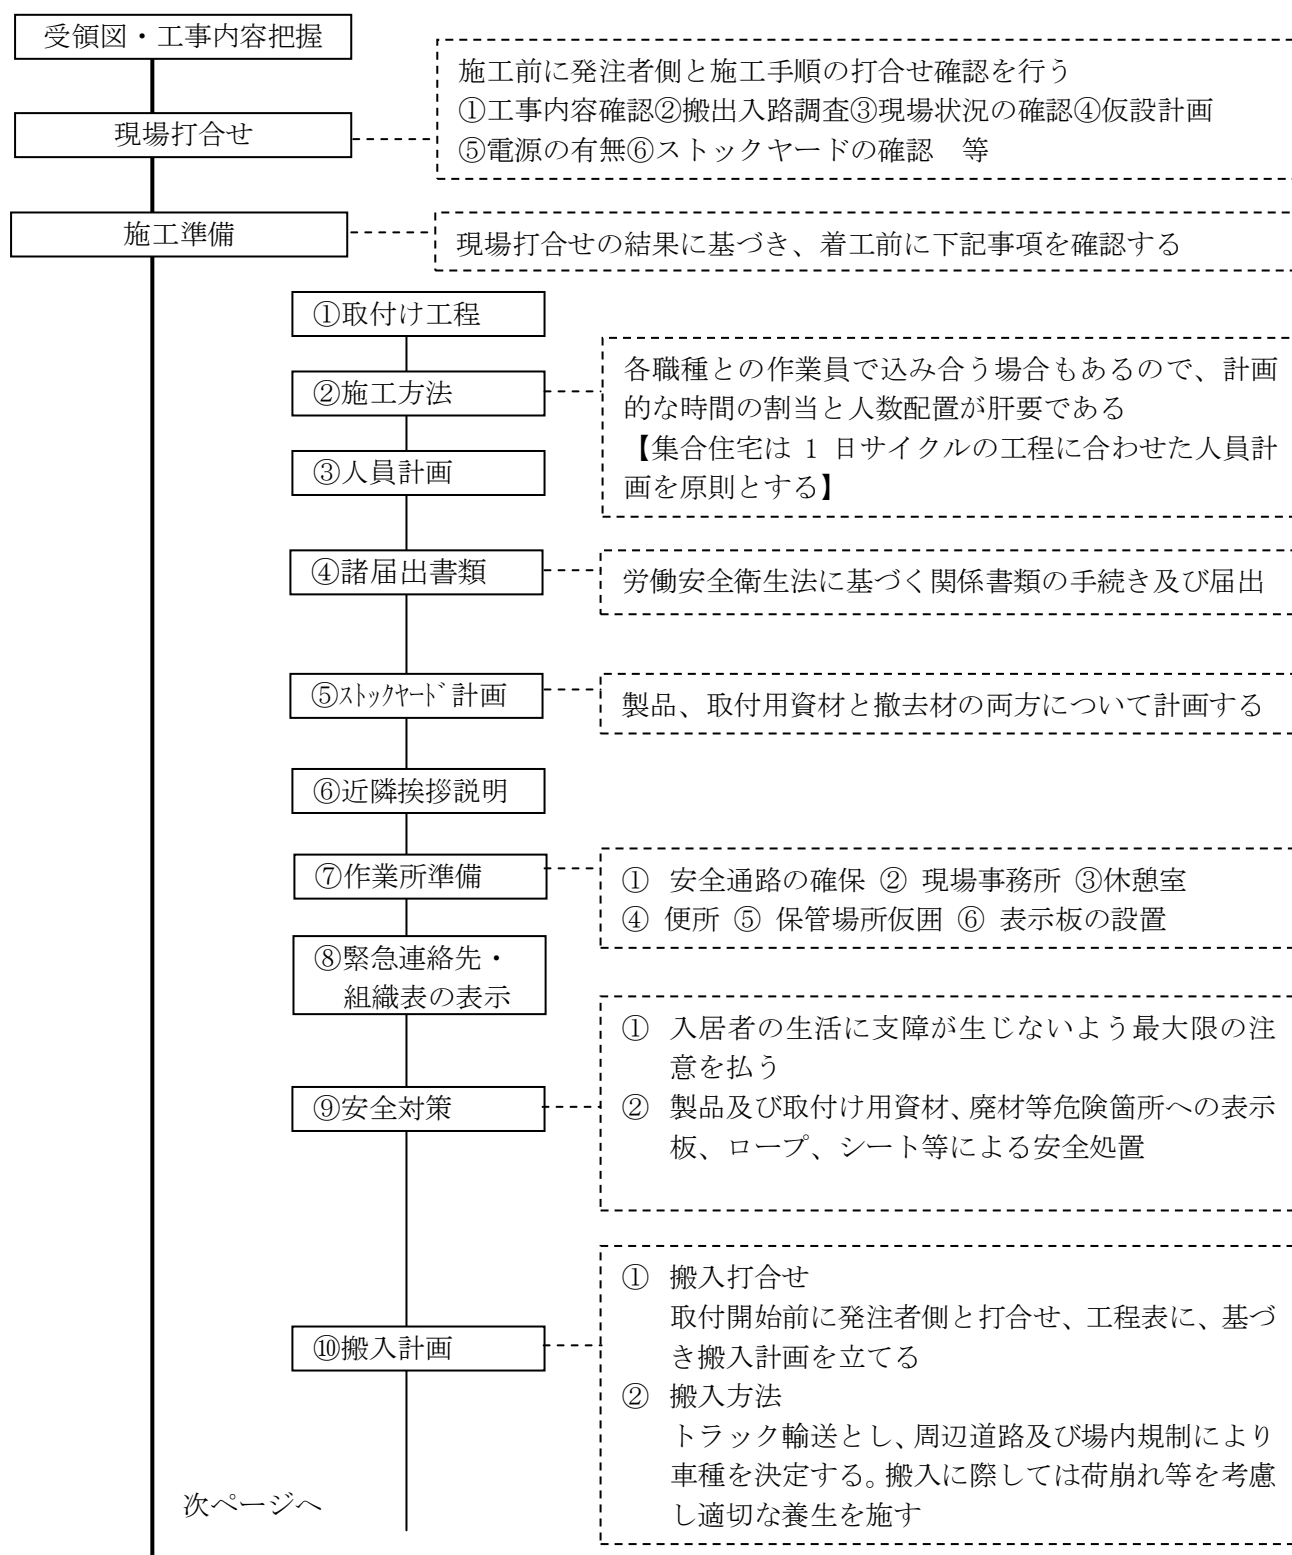 受領図・工事内容把握
施工前に発注者側と施工手順の打合せ確認を行う
①工事内容確認②搬出入路調査③現場状況の確認④仮設計画
⑤電源の有無⑥ストックヤードの確認 等
現場打合せ
施工準備
現場打合せの結果に基づき、着工前に下記事項を確認する
①取付け工程
②施工方法
各職種との作業員で込み合う場合もあるので、計画
的な時間の割当と人数配置が肝要である
【集合住宅は 1 日サイクルの工程に合わせた人員計
画を原則とする】
③人員計画
④諸届出書類
労働安全衛生法に基づく関係書類の手続き及び届出
⑤ストックヤード計画
製品、取付用資材と撤去材の両方について計画する
⑥近隣挨拶説明
⑦作業所準備
① 安全通路の確保 ② 現場事務所 ③休憩室
④ 便所 ⑤ 保管場所仮囲 ⑥ 表示板の設置
⑧緊急連絡先・
組織表の表示
① 入居者の生活に支障が生じないよう最大限の注
意を払う
② 製品及び取付け用資材、廃材等危険箇所への表示
板、ロープ、シート等による安全処置
⑨安全対策
⑩搬入計画
① 搬入打合せ
取付開始前に発注者側と打合せ、工程表に、基づ
き搬入計画を立てる
② 搬入方法
トラック輸送とし、周辺道路及び場内規制により
車種を決定する。搬入に際しては荷崩れ等を考慮
し適切な養生を施す
次ページへ